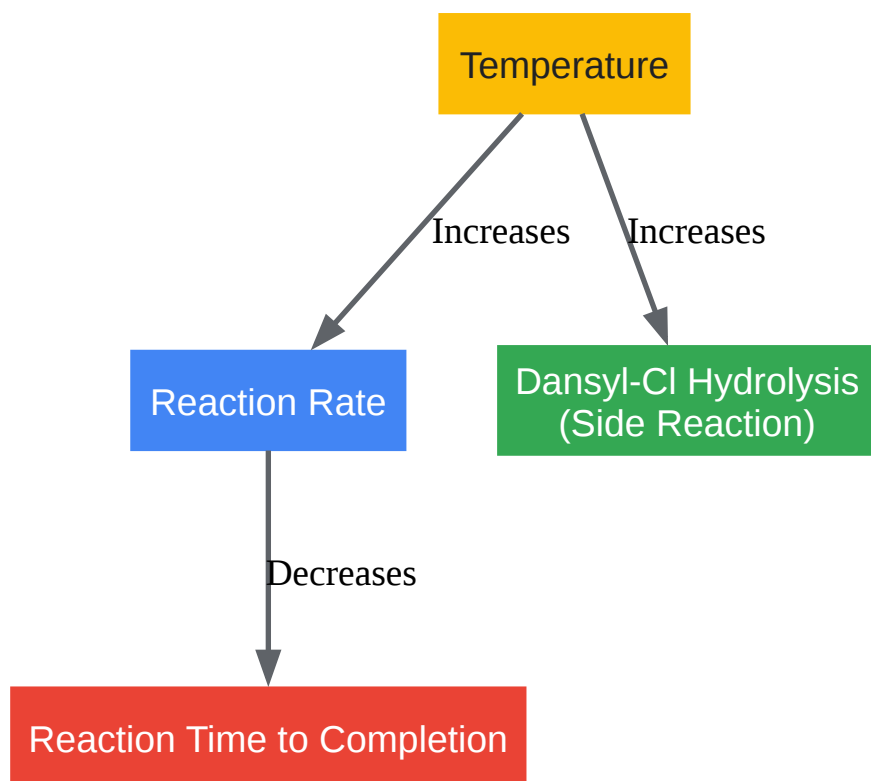 Temperature
Increases
Increases
Reaction Rate
Dansyl-Cl Hydrolysis
(Side Reaction)
Decreases
Reaction Time to Completion